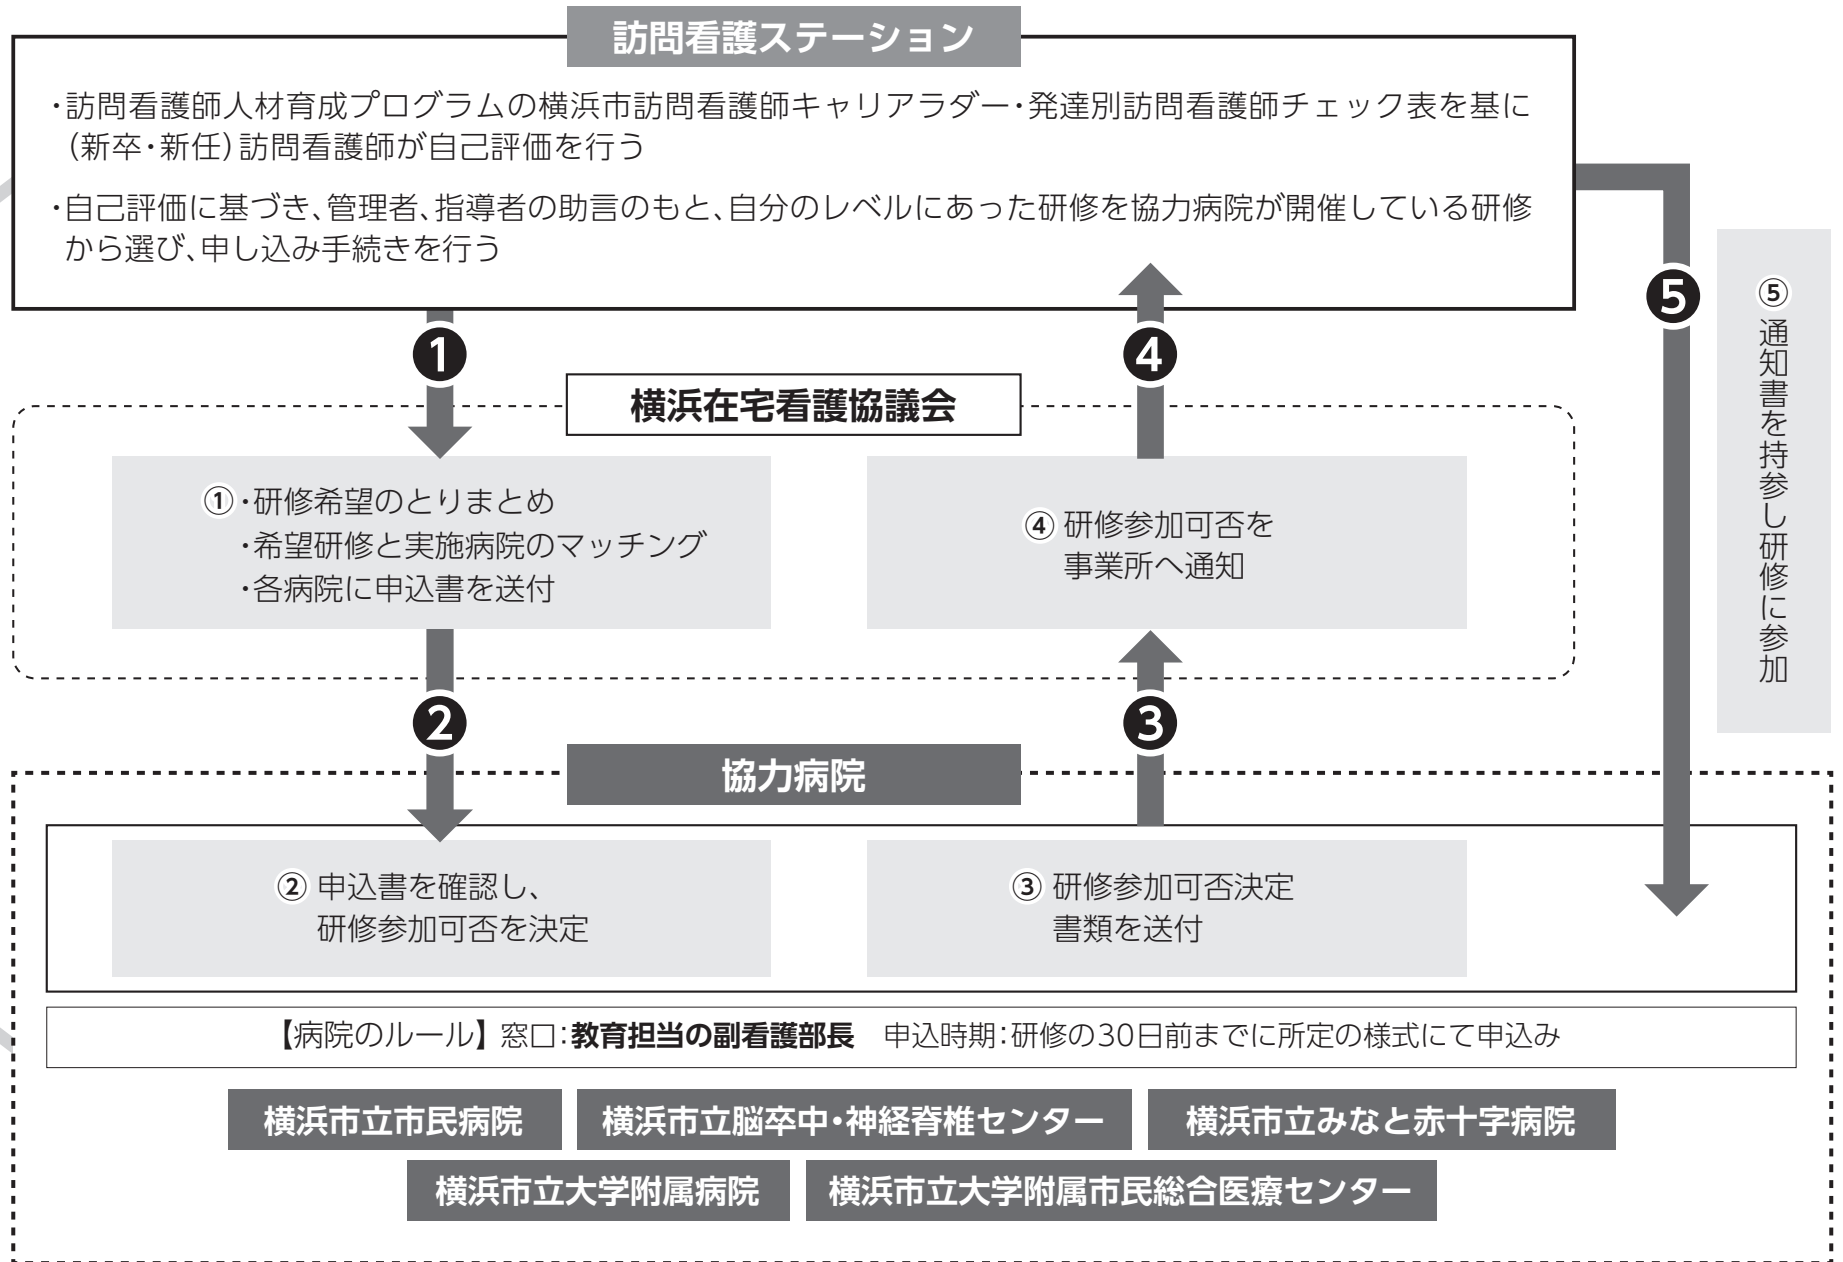 訪問看護ステーション
・訪問看護師人材育成プログラムの横浜市訪問看護師キャリアラダー・発達別訪問看護師チェック表を基に
(新卒・新任)訪問看護師が自己評価を行う
・自己評価に基づき、管理者、指導者の助言のもと、自分のレベルにあった研修を協力病院が開催している研修
から選び、申し込み手続きを行う
❶
❹
❺
⑤通知書を持参し研修に参加
横浜在宅看護協議会
①・研修希望のとりまとめ
・希望研修と実施病院のマッチング
・各病院に申込書を送付
④ 研修参加可否を
事業所へ通知
❷
❸
協力病院
② 申込書を確認し、
研修参加可否を決定
③ 研修参加可否決定
書類を送付
【病院のルール】窓口：教育担当の副看護部長　申込時期：研修の30日前までに所定の様式にて申込み
横浜市立市民病院
横浜市立脳卒中・神経脊椎センター
横浜市立みなと赤十字病院
横浜市立大学附属病院
横浜市立大学附属市民総合医療センター